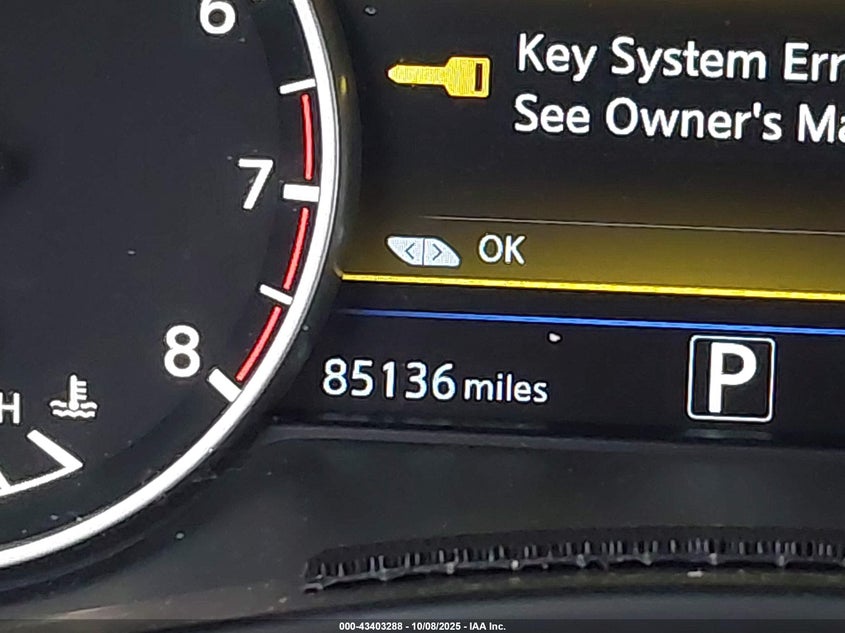 6
Key System Err
See Owner's Ma
7
< > OK
8
85136 miles
P
H
000-43403288 - 10/08/2025 - IAA Inc.